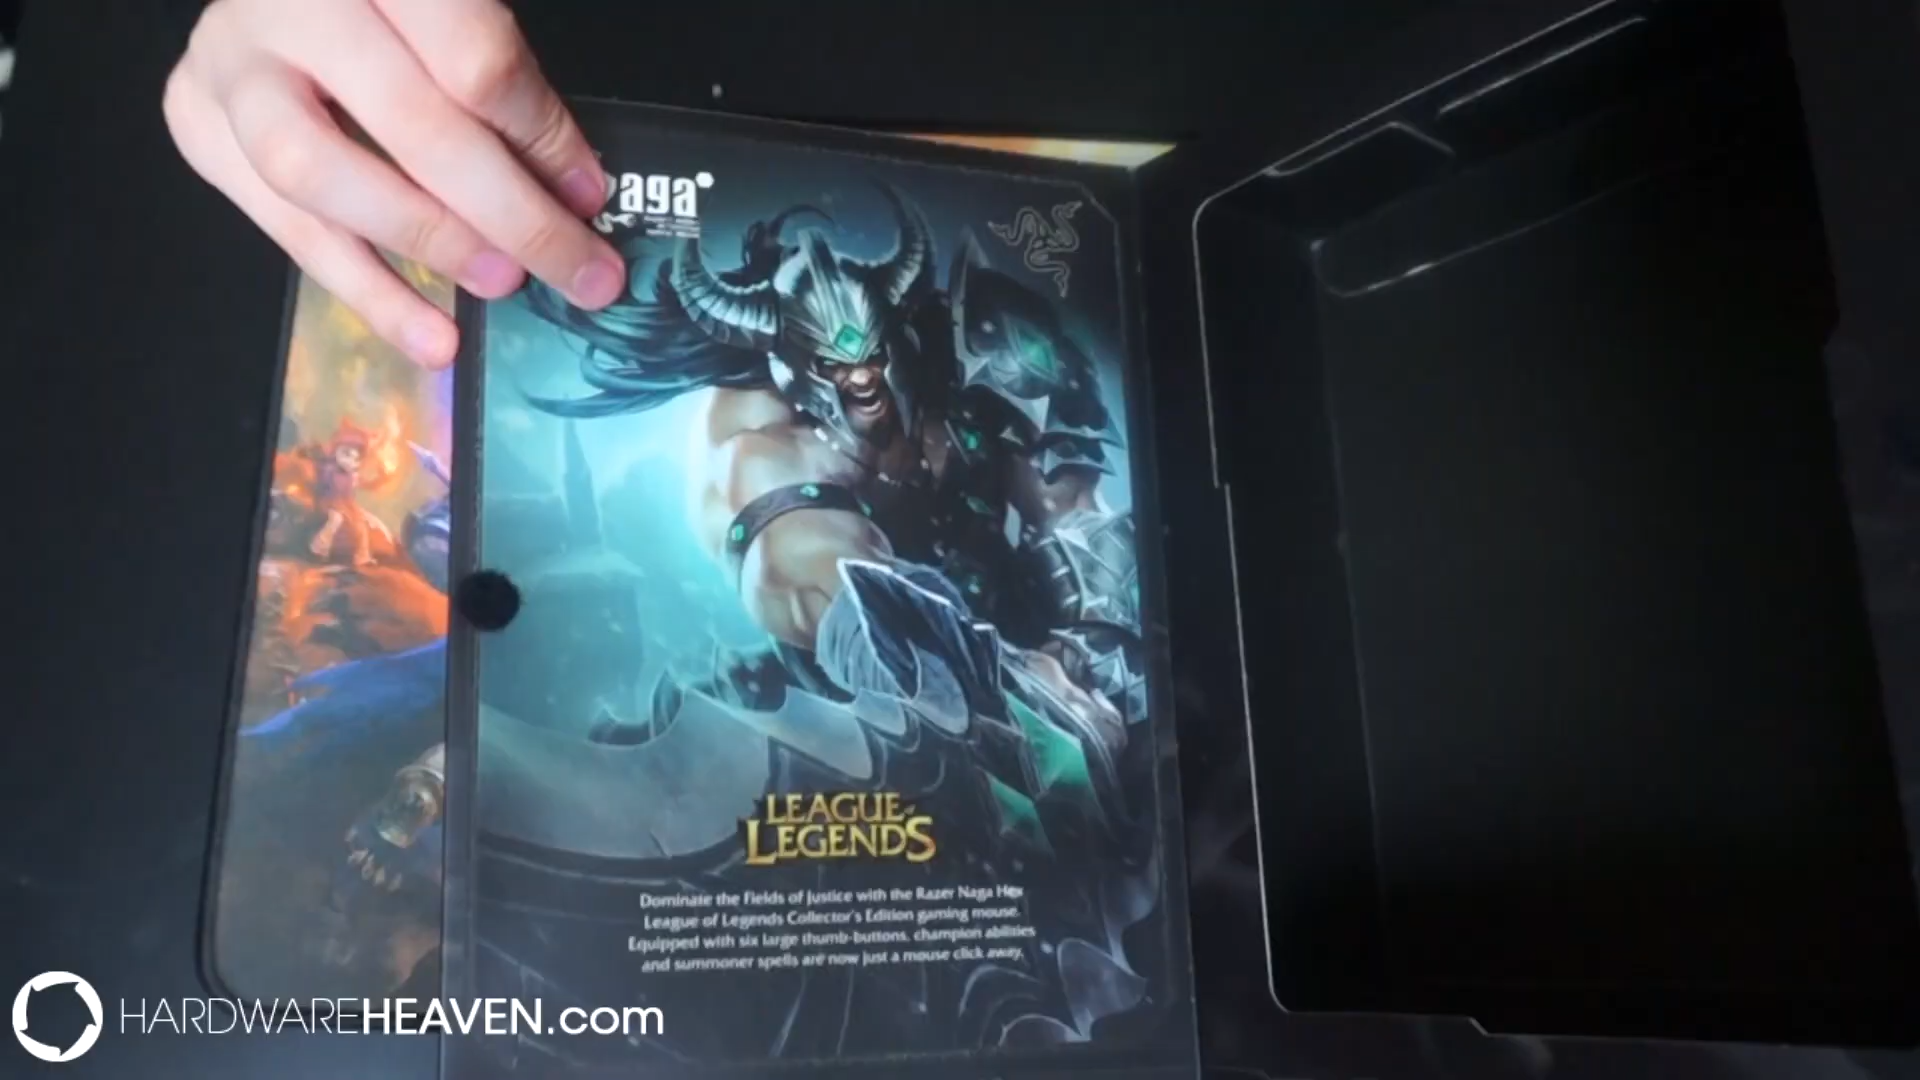 aga
LEAGUE of
LEGENDS
Dominate the Fields of Justice with the Razer Naga Hex
League of Legends Collector's Edition gaming mouse.
Equipped with six large thumb-buttons, champion abilities
and summoner spells are now just a mouse click away.
HARDWAREHEAVEN.com